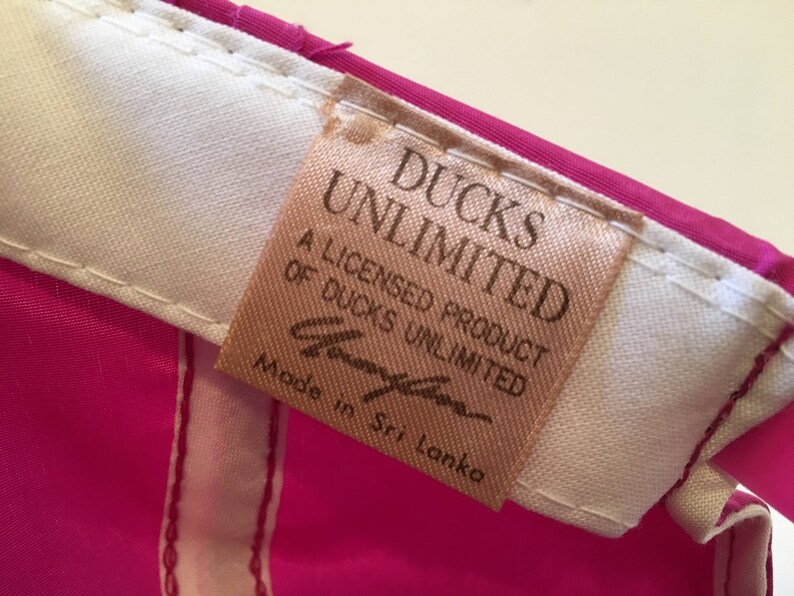 DUCKS
UNLIMITED
A LICENSED PRODUCT
OF DUCKS UNLIMITED
Made in Sri Lanka